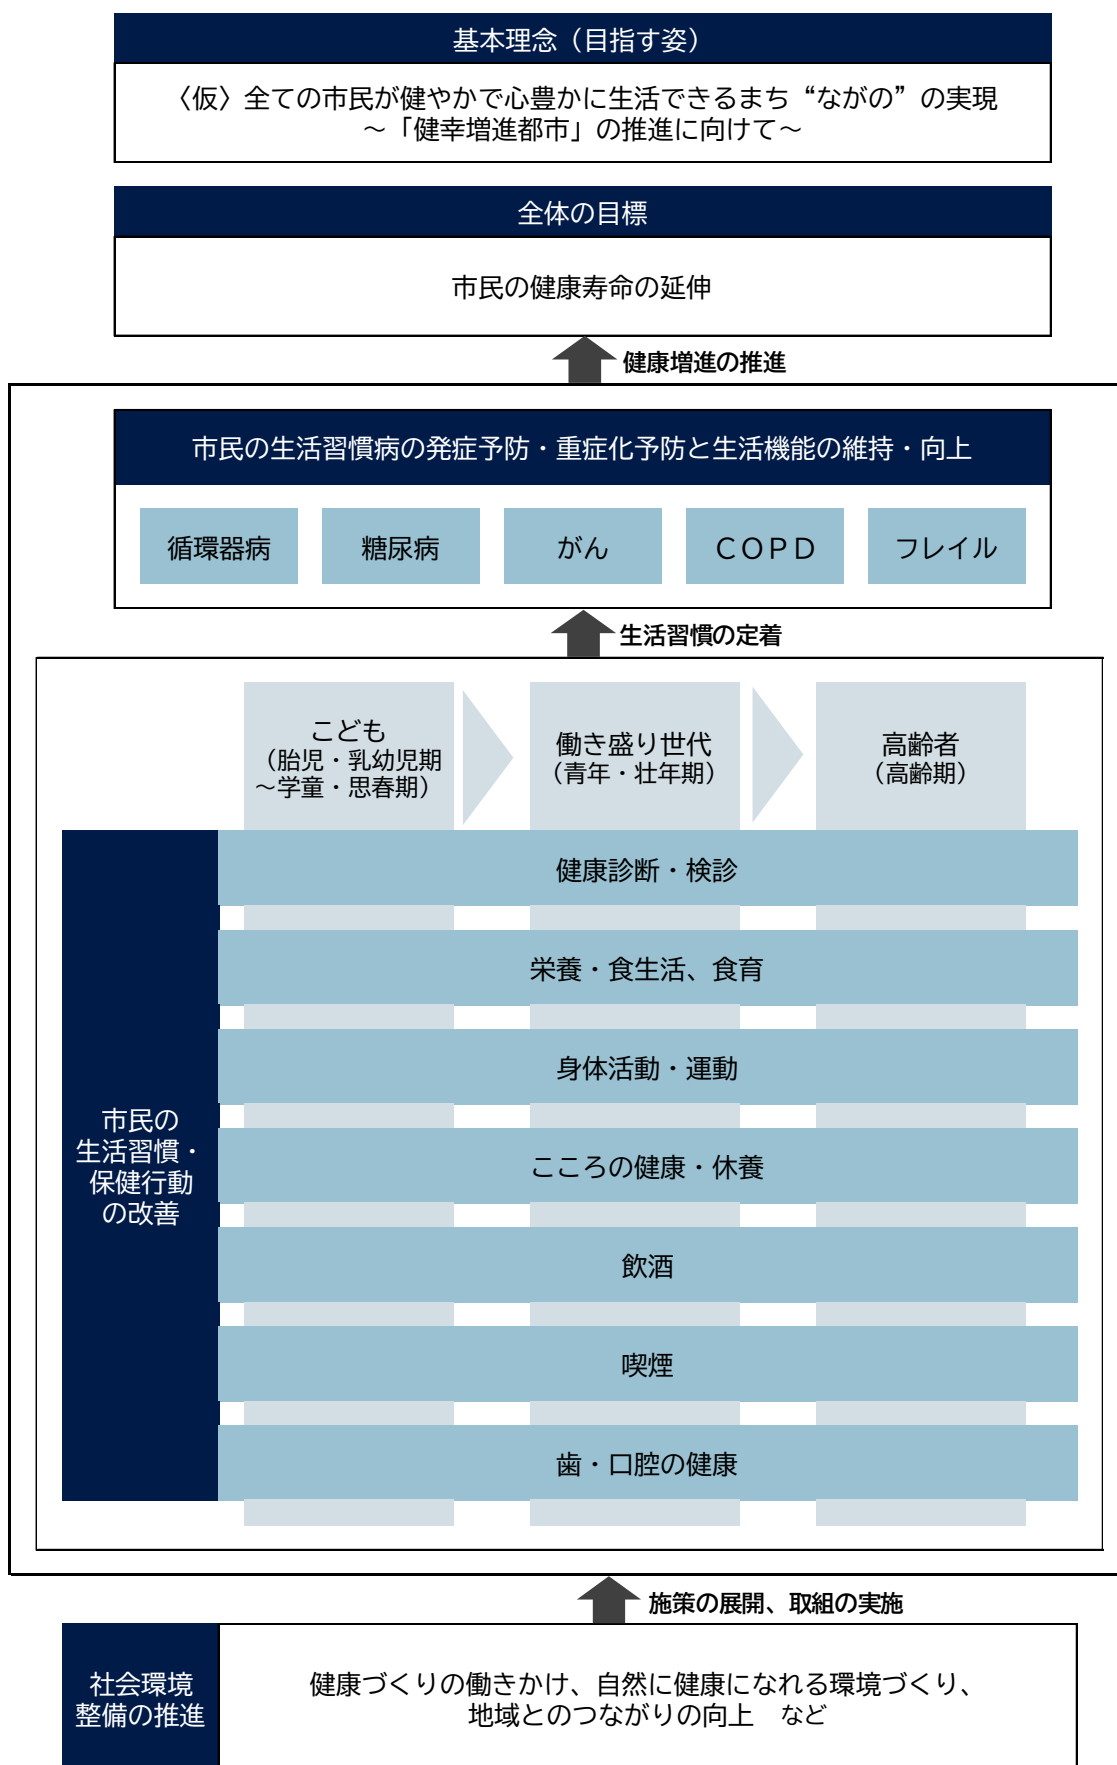 基本理念（目指す姿）
〈仮〉全ての市民が健やかで心豊かに生活できるまち“ながの”の実現
～「健幸増進都市」の推進に向けて～
全体の目標
市民の健康寿命の延伸
健康増進の推進
市民の生活習慣病の発症予防・重症化予防と生活機能の維持・向上
循環器病
糖尿病
がん
ＣＯＰＤ
フレイル
生活習慣の定着
こども
（胎児・乳幼児期
～学童・思春期）
働き盛り世代
（青年・壮年期）
高齢者
（高齢期）
市民の
生活習慣・
保健行動
の改善
健康診断・検診
栄養・食生活、食育
身体活動・運動
こころの健康・休養
飲酒
喫煙
歯・口腔の健康
施策の展開、取組の実施
社会環境
整備の推進
健康づくりの働きかけ、自然に健康になれる環境づくり、
地域とのつながりの向上　など